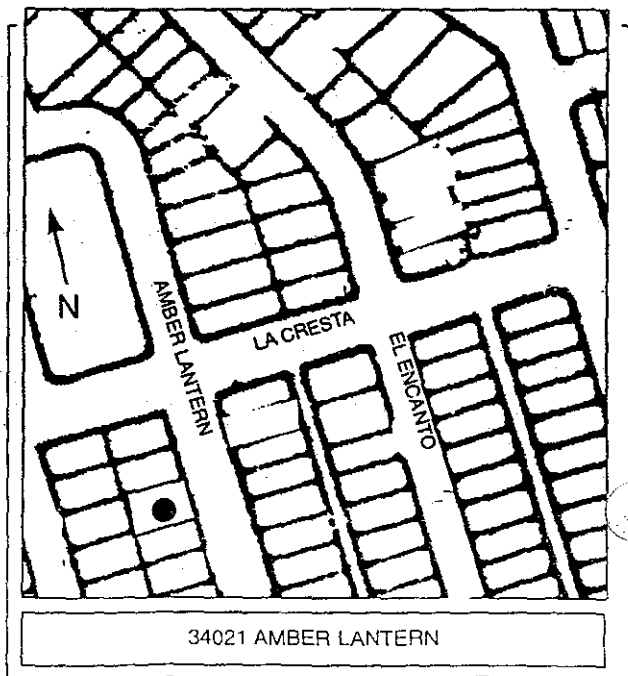 N
AMBER LANTERN
LA CRESTA
EL ENCANTO
34021 AMBER LANTERN